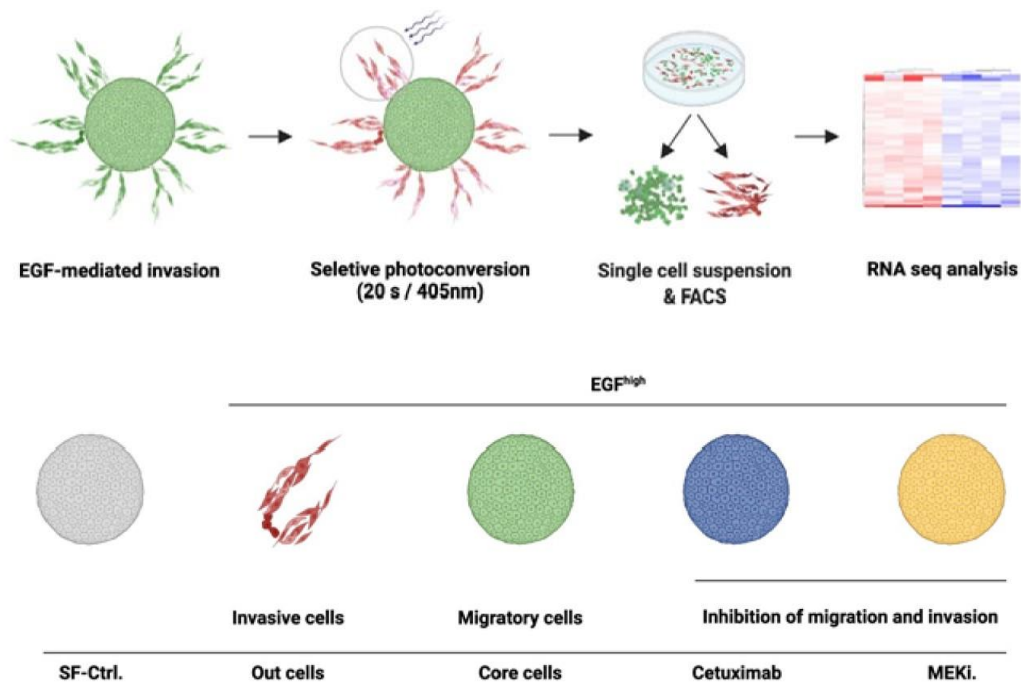 EGF-mediated invasion
Seletive photoconversion
(20 s / 405nm)
Single cell suspension
& FACS
RNA seq analysis
EGFhigh
Invasive cells
Migratory cells
Inhibition of migration and invasion
SF-Ctrl.
Out cells
Core cells
Cetuximab
MEKi.